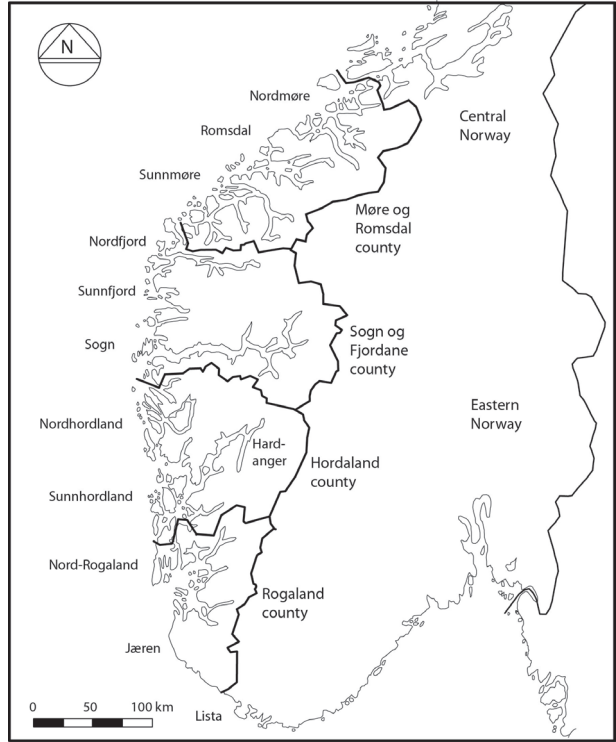 N
Nordmøre
Central
Norway
Romsdal
Sunnmøre
Møre og
Romsdal
county
Nordfjord
Sunnfjord
Sogn
Sogn og
Fjordane
county
Eastern
Norway
Nordhordland
Hard-
anger
Hordaland
county
Sunnhordland
Nord-Rogaland
Rogaland
county
Jæren
0 50 100 km
Lista